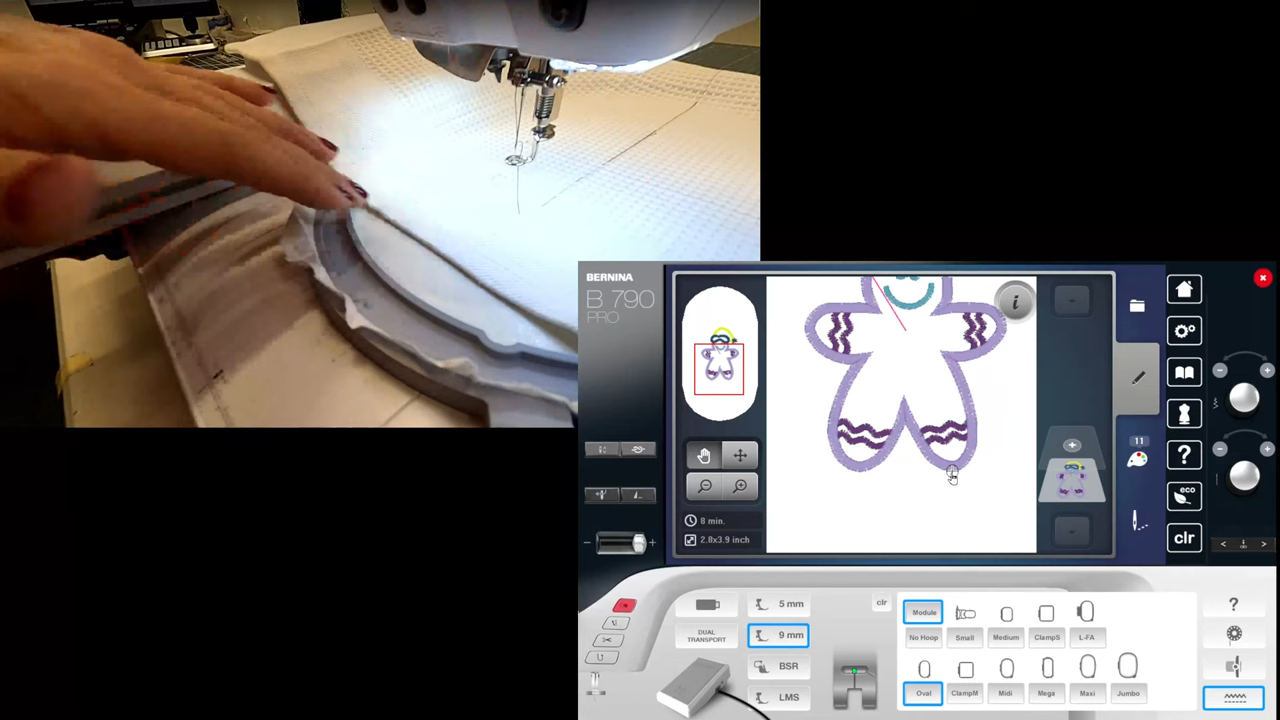 BERNINA
B 790
PRO
i
8 min.
2.8x3.9 inch
11
?
eco
clr
5 mm
9 mm
DUAL
TRANSPORT
BSR
LMS
clr
Module
No Hoop
Small
Medium
ClampS
L-FA
Oval
ClampM
Midi
Mega
Maxi
Jumbo
?